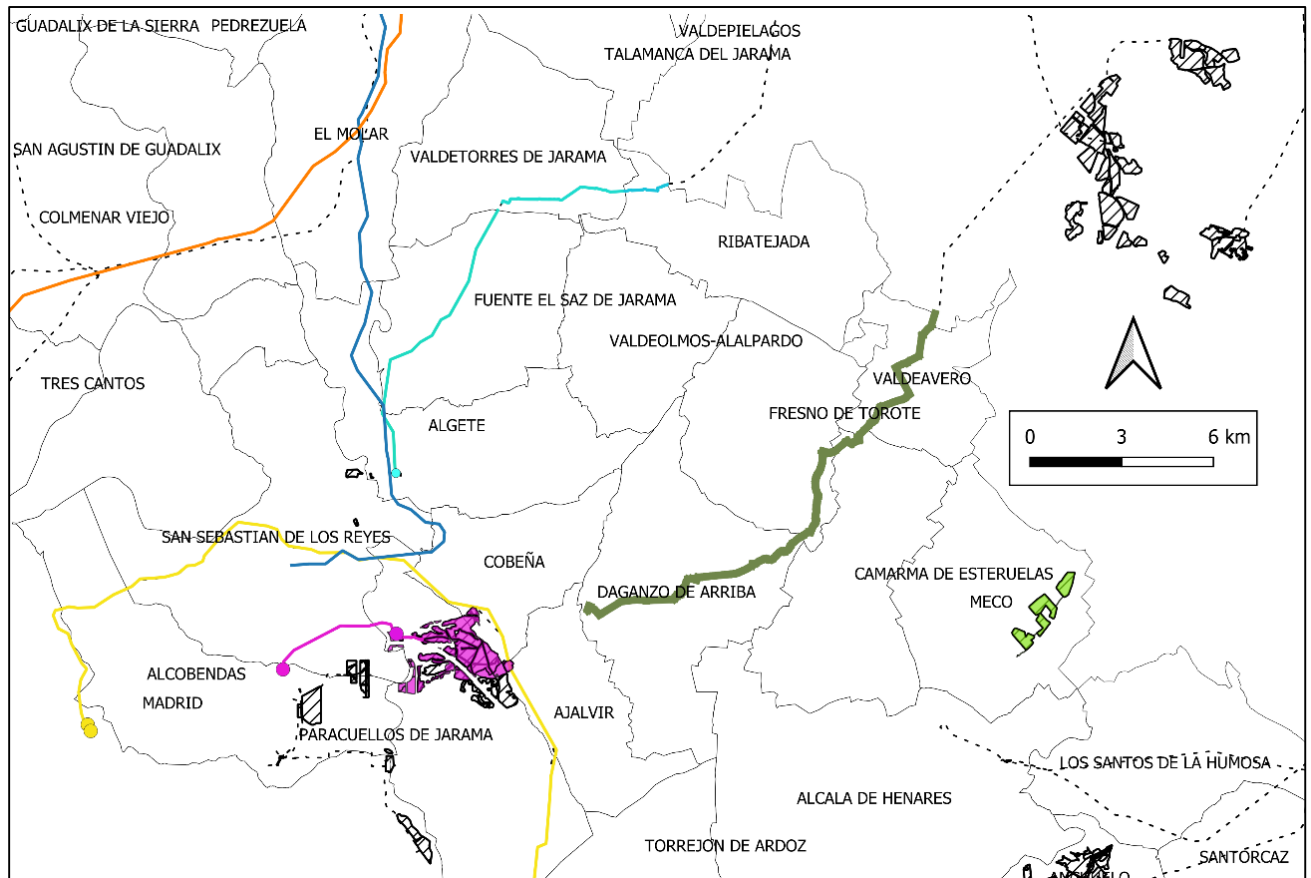 GUADALIX DE LA SIERRA PEDREZUELA
VALDEPIELAGOS
TALAMANCA DEL JARAMA
EL MOLAR
SAN AGUSTIN DE GUADALIX
VALDETORRES DE JARAMA
COLMENAR VIEJO
RIBATEJADA
FUENTE EL SAZ DE JARAMA
VALDEOLMOS-ALALPARDO
TRES CANTOS
VALDEAVERO
FRESNO DE TOROTE
ALGETE
0 3 6 km
SAN SEBASTIAN DE LOS REYES
COBEÑA
CAMARMA DE ESTERUELAS
DAGANZO DE ARRIBA
MECO
ALCOBENDAS
MADRID
AJALVIR
PARACUELLOS DE JARAMA
LOS SANTOS DE LA HUMOSA
ALCALA DE HENARES
TORREJON DE ARDOZ
SANTORCAZ